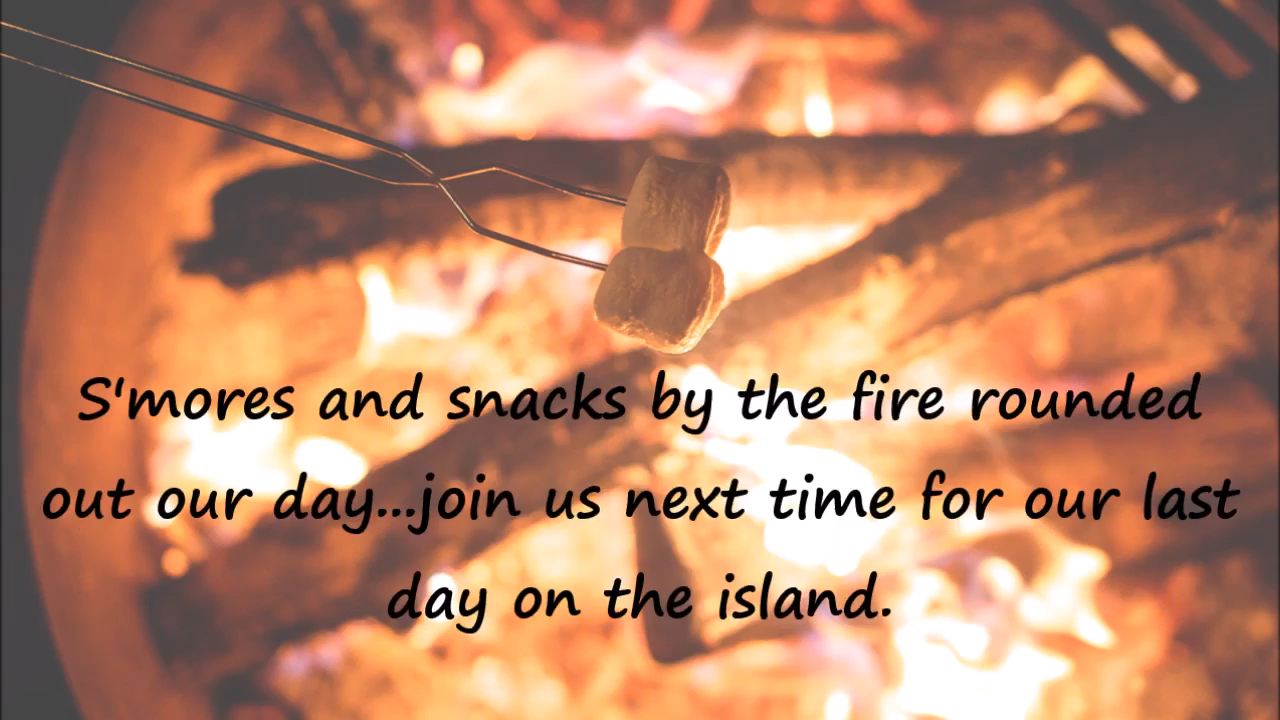 S'mores and snacks by the fire rounded
out our day...join us next time for our last
day on the island.